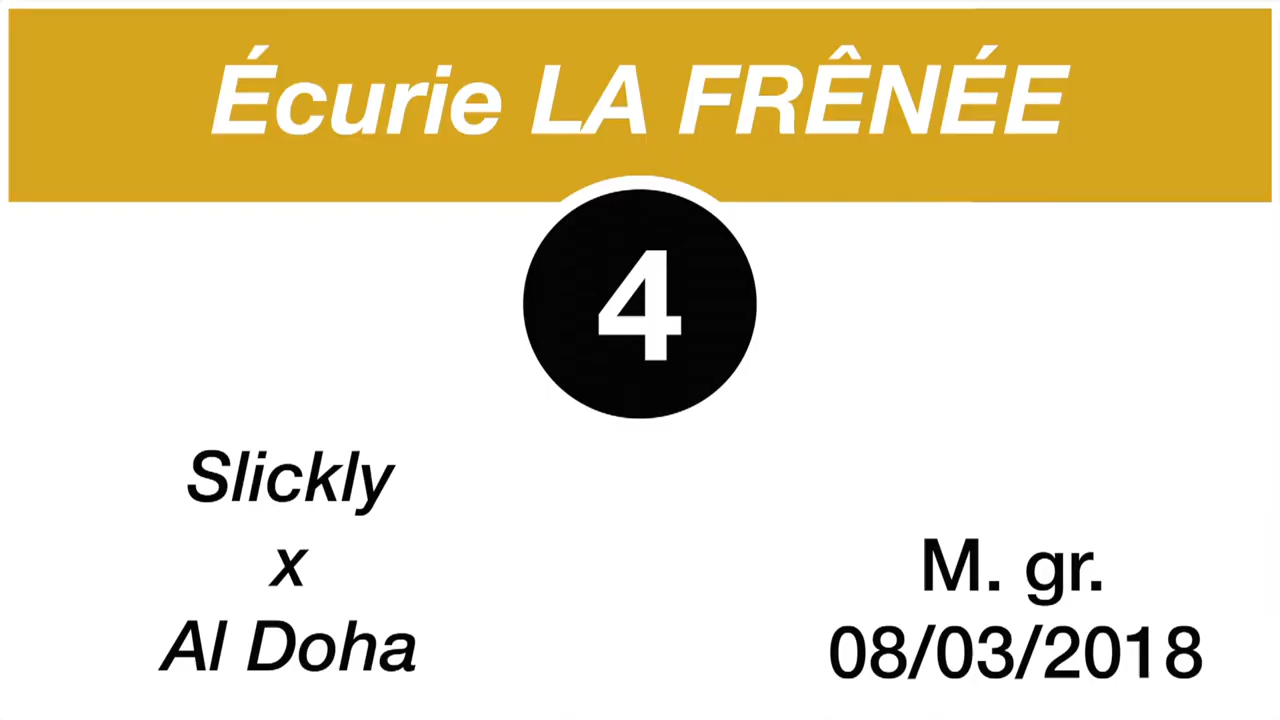 Écurie LA FRÊNÉE
4
Slickly
x
Al Doha
M. gr.
08/03/2018